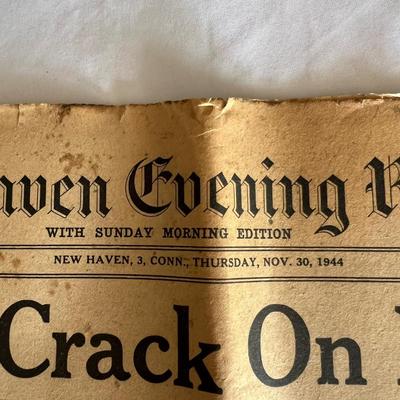 aven Evening R
WITH SUNDAY MORNING EDITION
NEW HAVEN, 3, CONN., THURSDAY, NOV. 30, 1944
Crack On